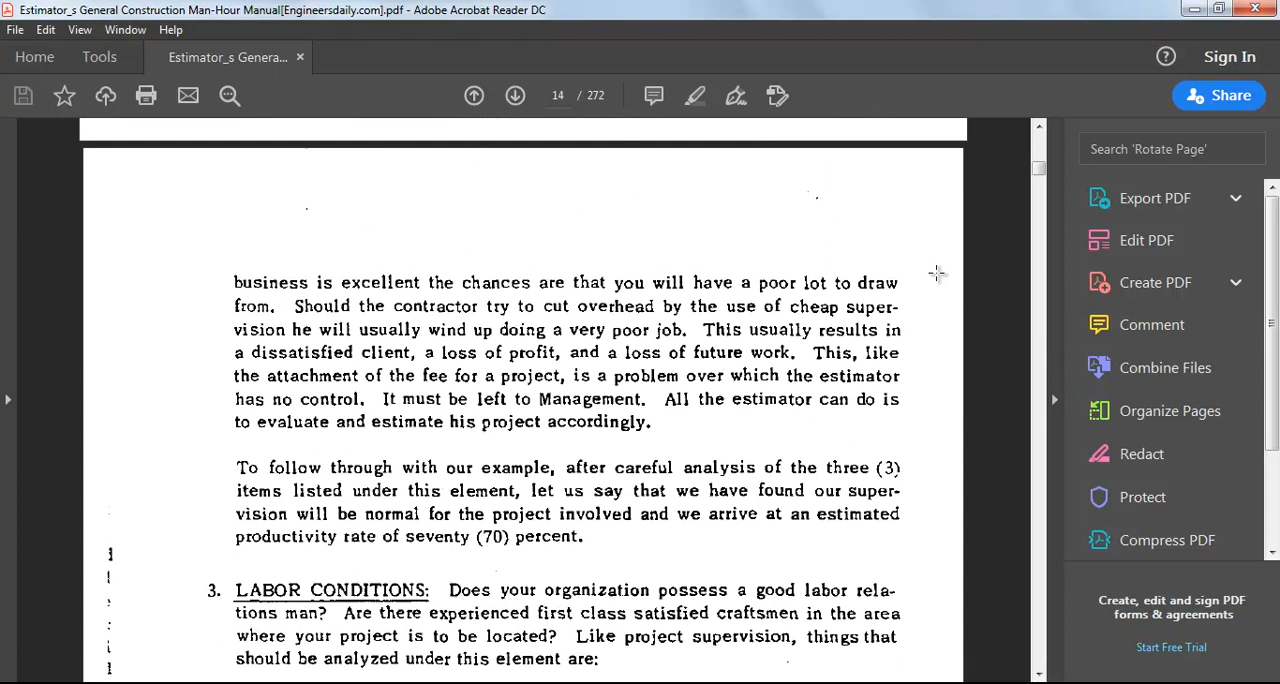 Estimator_s General Construction Man-Hour Manual[Engineersdaily.com].pdf - Adobe Acrobat Reader DC
File Edit View Window Help
Home Tools Estimator_s Genera... × Sign In
14 / 272 Share
Search 'Rotate Page'
Export PDF
Edit PDF
Create PDF
Comment
Combine Files
Organize Pages
Redact
Protect
Compress PDF
Create, edit and sign PDF
forms & agreements
Start Free Trial
business is excellent the chances are that you will have a poor lot to draw
from. Should the contractor try to cut overhead by the use of cheap super-
vision he will usually wind up doing a very poor job. This usually results in
a dissatisfied client, a loss of profit, and a loss of future work. This, like
the attachment of the fee for a project, is a problem over which the estimator
has no control. It must be left to Management. All the estimator can do is
to evaluate and estimate his project accordingly.
To follow through with our example, after careful analysis of the three (3)
items listed under this element, let us say that we have found our super-
vision will be normal for the project involved and we arrive at an estimated
productivity rate of seventy (70) percent.
3. LABOR CONDITIONS: Does your organization possess a good labor rela-
tions man? Are there experienced first class satisfied craftsmen in the area
where your project is to be located? Like project supervision, things that
should be analyzed under this element are: